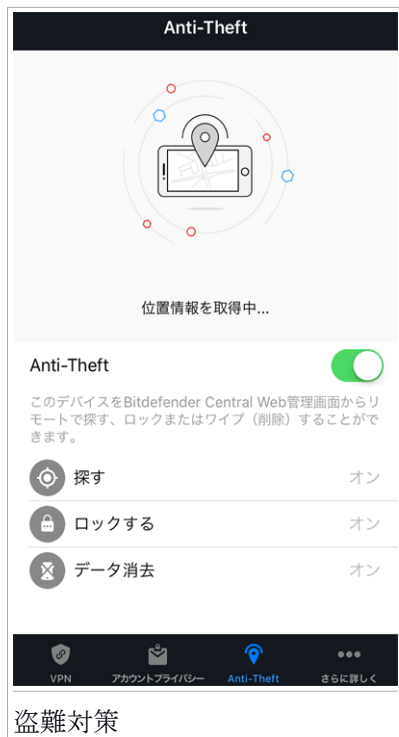 Anti-Theft
位置情報を取得中...
Anti-Theft
このデバイスをBitdefender Central Web管理画面からリ
モートで探す、ロックまたはワイプ（削除）することがで
きます。
探す オン
ロックする オン
データ消去 オン
VPN アカウントプライバシー Anti-Theft さらに詳しく
盗難対策